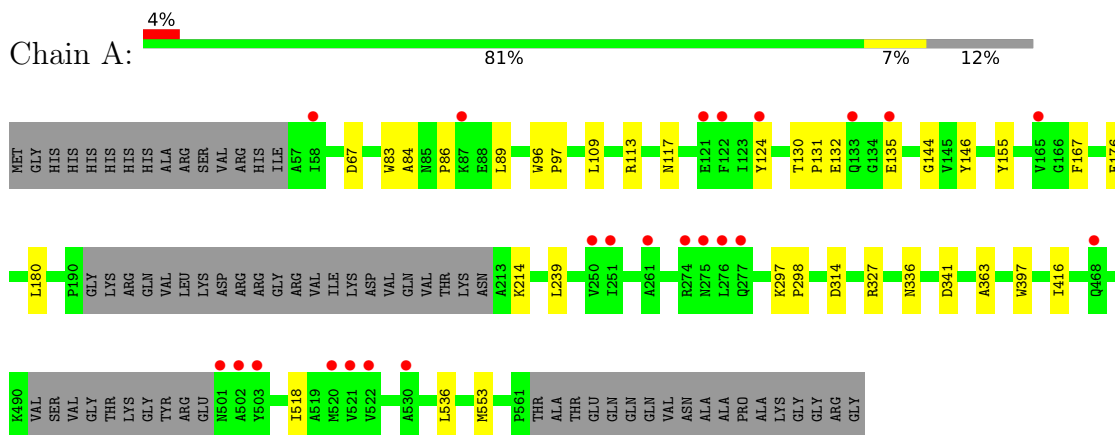 4%
Chain A:
81% 7% 12%
MET GLY HIS HIS HIS HIS HIS HIS ALA ARG SER VAL ARG HIS ILE A57 I58 D67 W83 A84 N85 P86 K87 E88 L89 W96 P97 L109 R113 N117 E121 F122 I123 Y124 T130 P131 E132 Q133 G134 E135 G144 V145 Y146 Y155 V165 G166 F167
L180 P190 GLY LYS ARG GLN VAL LEU LYS ASP ARG ARG GLY ARG VAL ILE LYS ASP VAL GLN VAL THR LYS ASN A213 K214 L239 V250 I251 A261 R274 N275 L276 Q277 K297 P298 D314 R327 N336 D341 A363 W397 I416 Q468
K490 VAL SER VAL GLY THR LYS GLY TYR ARG GLU N501 A502 Y503 I518 A519 M520 V521 V522 A530 L536 M553 P561 THR ALA THR GLU GLN GLN GLN VAL ASN ALA ALA PRO ALA LYS GLY GLY ARG GLY